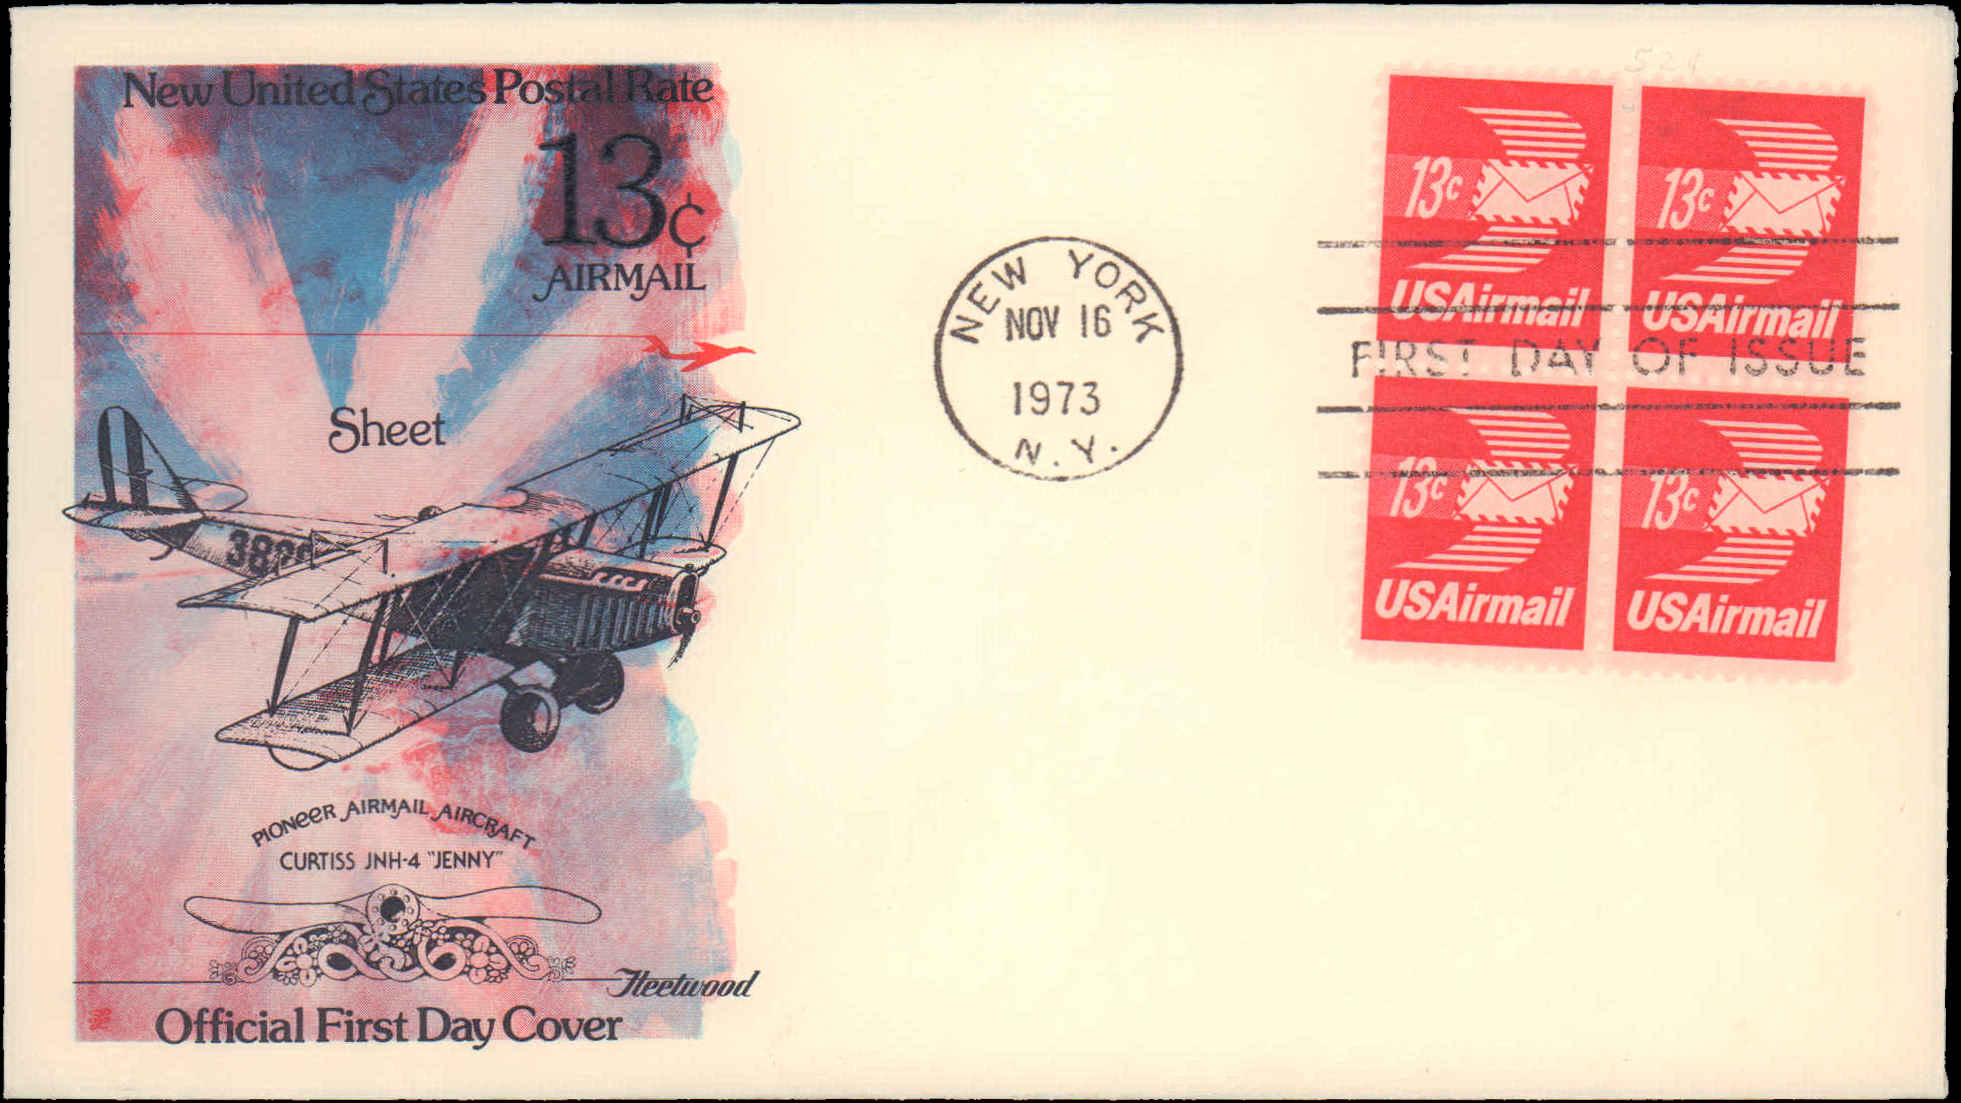 New United States Postal Rate
13¢
AIRMAIL
Sheet
PIONEER AIRMAIL AIRCRAFT
CURTISS JNH-4 "JENNY"
Fleetwood
Official First Day Cover
NEW YORK
NOV 16
1973
N.Y.
13c
USAirmail
13c
USAirmail
FIRST DAY OF ISSUE
13c
USAirmail
13c
USAirmail